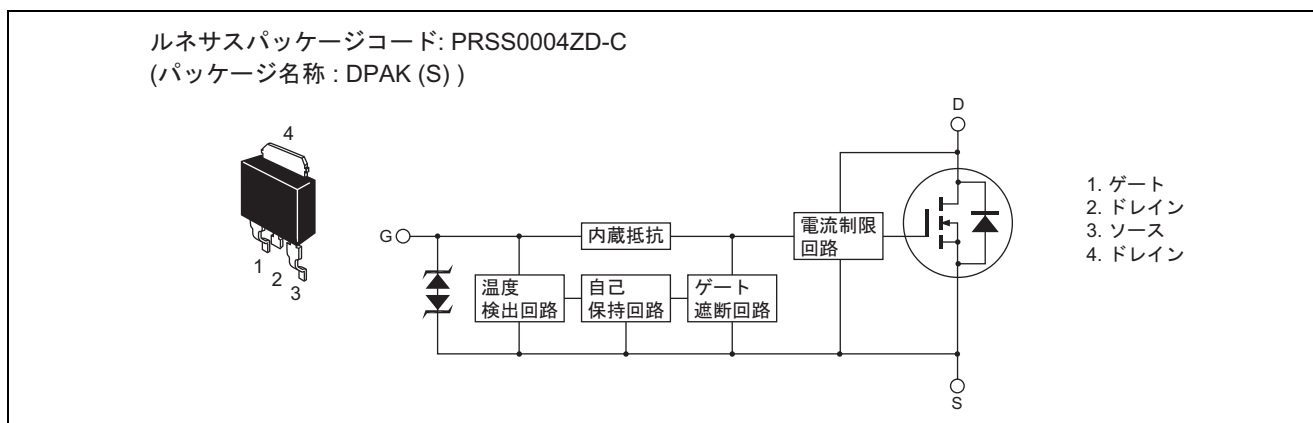 ルネサスパッケージコード: PRSS0004ZD-C
(パッケージ名称 : DPAK (S) )
4
1
2
3
D
G
内蔵抵抗
電流制限
回路
温度
検出回路
自己
保持回路
ゲート
遮断回路
S
1. ゲート
2. ドレイン
3. ソース
4. ドレイン